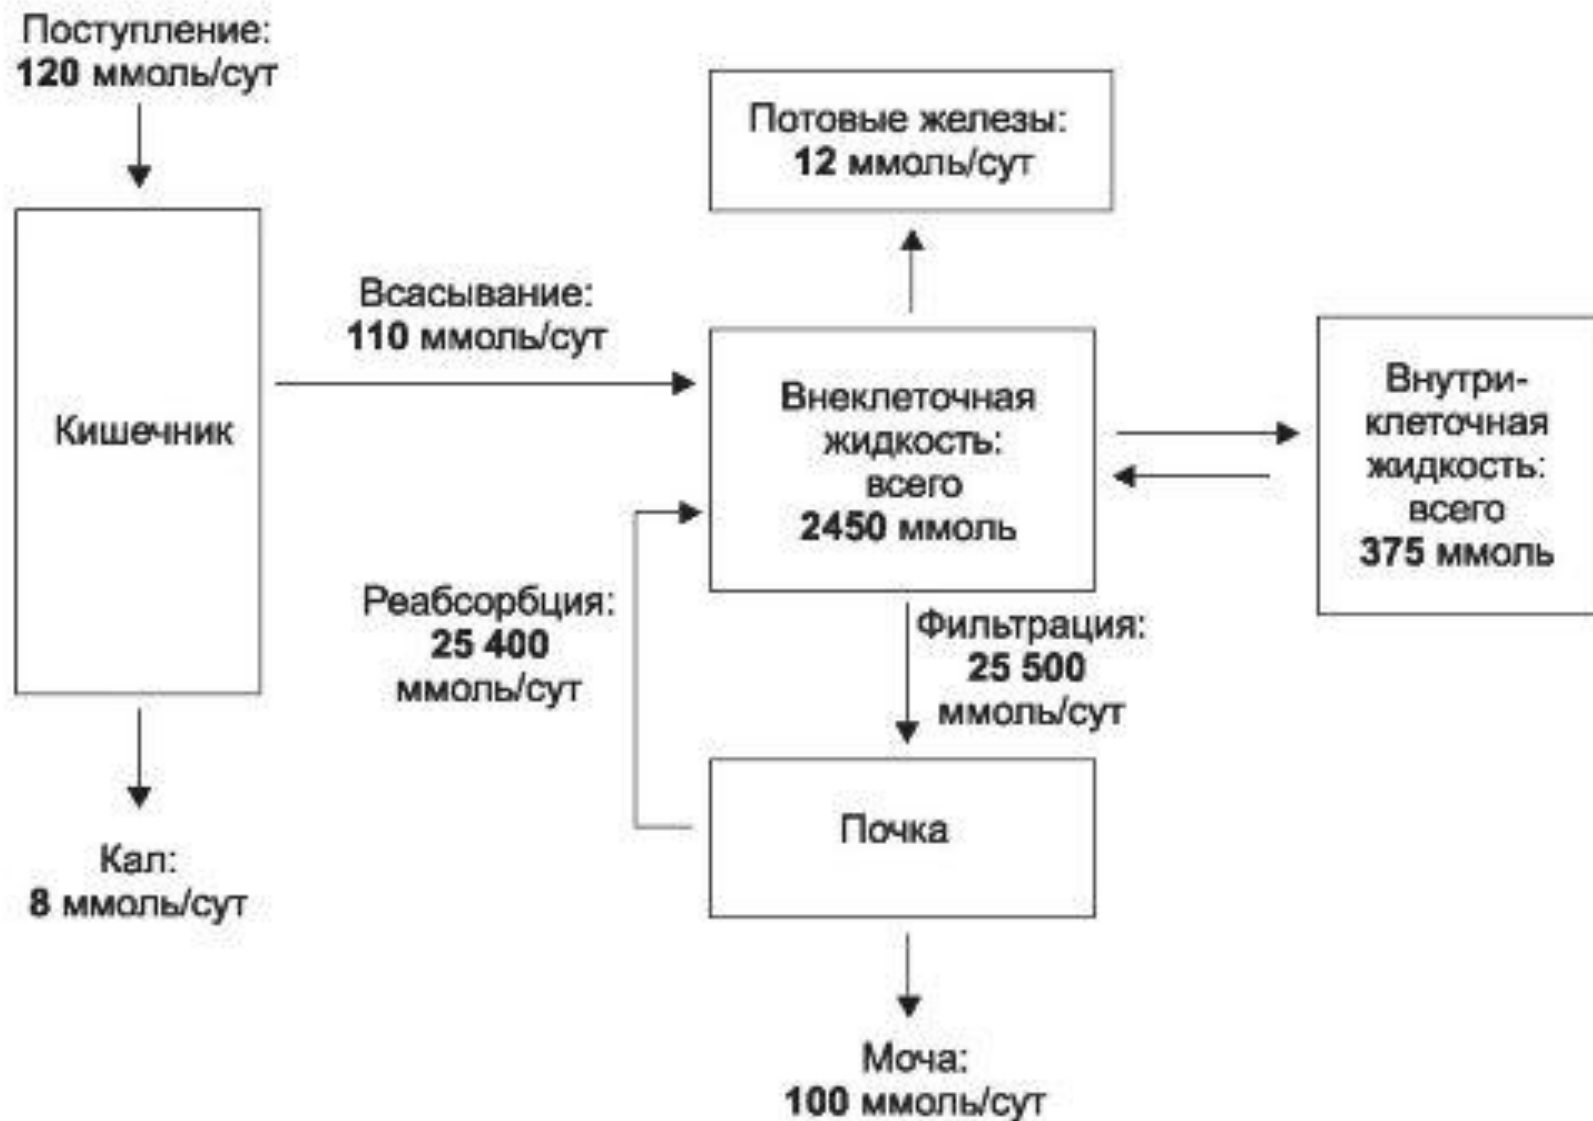 Поступление:
120 ммоль/сут
Потовые железы:
12 ммоль/сут
Всасывание:
110 ммоль/сут
Кишечник
Внеклеточная
жидкость:
всего
2450 ммоль
Внутри-
клеточная
жидкость:
всего
375 ммоль
Реабсорбция:
25 400
ммоль/сут
Фильтрация:
25 500
ммоль/сут
Почка
Кал:
8 ммоль/сут
Моча:
100 ммоль/сут